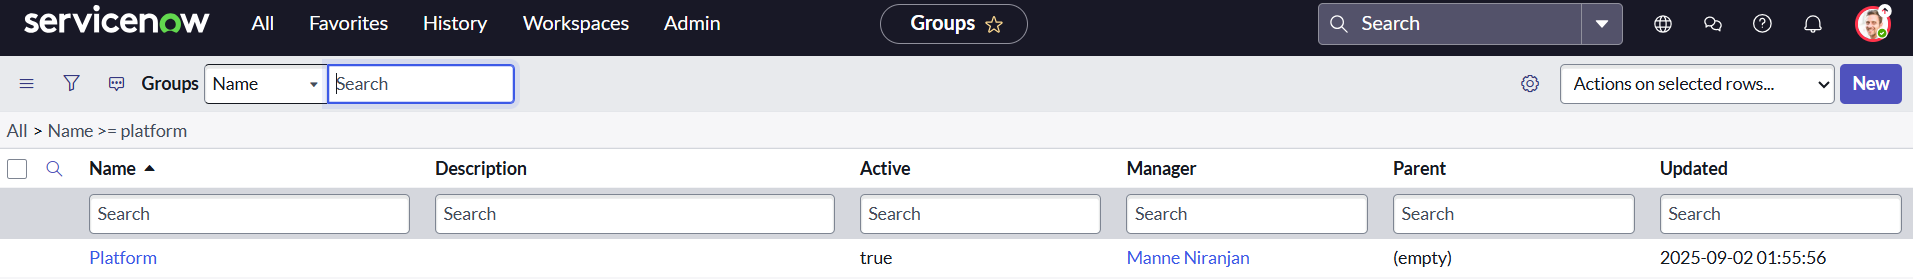 servicenow All Favorites History Workspaces Admin Groups Search
Groups Name Search Actions on selected rows... New
All > Name >= platform
Name Description Active Manager Parent Updated
Search Search Search Search Search Search
Platform true Manne Niranjan (empty) 2025-09-02 01:55:56